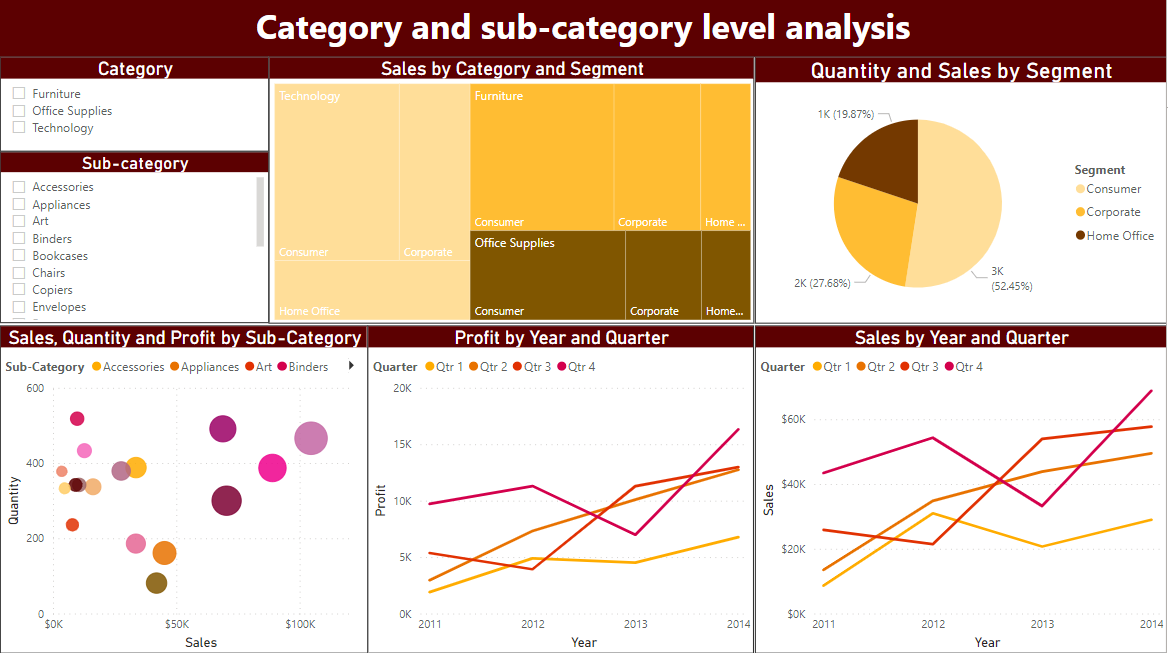 Category and sub-category level analysis
Category
Furniture
Office Supplies
Technology
Sub-category
Accessories
Appliances
Art
Binders
Bookcases
Chairs
Copiers
Envelopes
Sales by Category and Segment
Technology
Consumer
Corporate
Home Office
Furniture
Consumer
Corporate
Home ...
Office Supplies
Consumer
Corporate
Home...
Quantity and Sales by Segment
1K (19.87%)
2K (27.68%)
3K
(52.45%)
Segment
Consumer
Corporate
Home Office
Sales, Quantity and Profit by Sub-Category
Sub-Category Accessories Appliances Art Binders
Quantity
600
400
200
0
$0K $50K $100K
Sales
Profit by Year and Quarter
Quarter Qtr 1 Qtr 2 Qtr 3 Qtr 4
Profit
20K
15K
10K
5K
0K
2011 2012 2013 2014
Year
Sales by Year and Quarter
Quarter Qtr 1 Qtr 2 Qtr 3 Qtr 4
Sales
$60K
$40K
$20K
$0K
2011 2012 2013 2014
Year